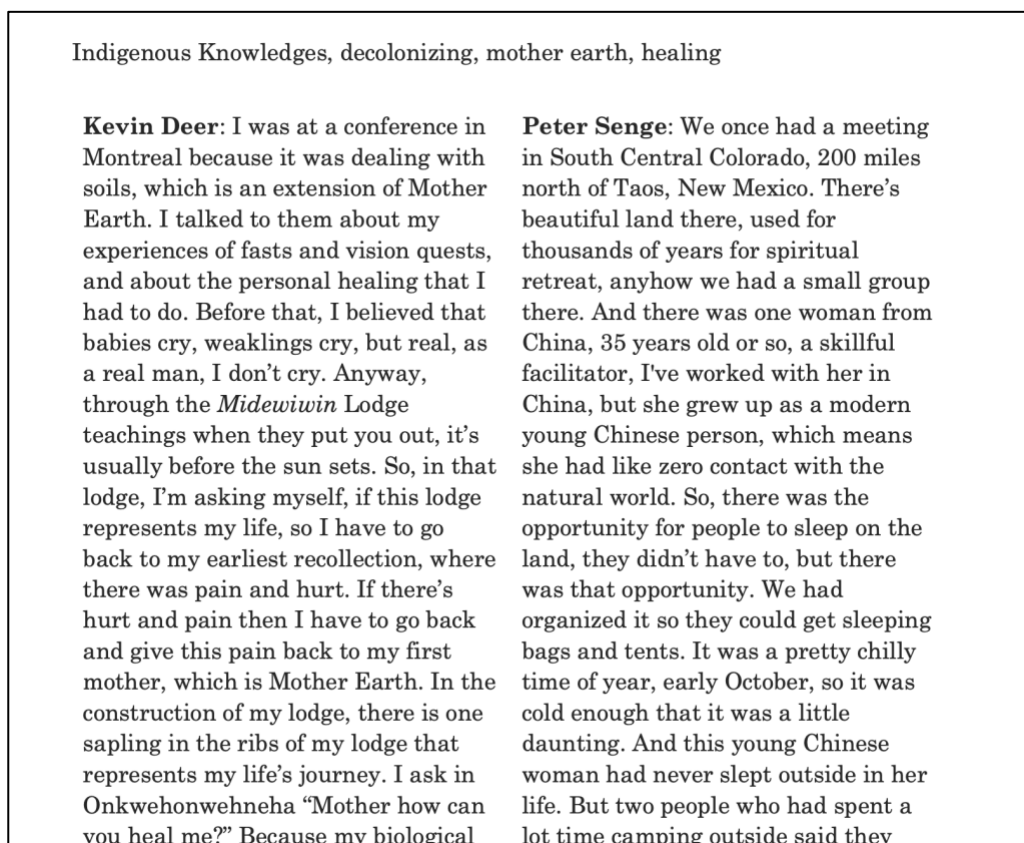 Indigenous Knowledges, decolonizing, mother earth, healing
Kevin Deer: I was at a conference in
Montreal because it was dealing with
soils, which is an extension of Mother
Earth. I talked to them about my
experiences of fasts and vision quests,
and about the personal healing that I
had to do. Before that, I believed that
babies cry, weaklings cry, but real, as
a real man, I don’t cry. Anyway,
through the Midewiwin Lodge
teachings when they put you out, it’s
usually before the sun sets. So, in that
lodge, I’m asking myself, if this lodge
represents my life, so I have to go
back to my earliest recollection, where
there was pain and hurt. If there’s
hurt and pain then I have to go back
and give this pain back to my first
mother, which is Mother Earth. In the
construction of my lodge, there is one
sapling in the ribs of my lodge that
represents my life’s journey. I ask in
Onkwehonwehneha “Mother how can
you heal me?” Because my biological
Peter Senge: We once had a meeting
in South Central Colorado, 200 miles
north of Taos, New Mexico. There’s
beautiful land there, used for
thousands of years for spiritual
retreat, anyhow we had a small group
there. And there was one woman from
China, 35 years old or so, a skillful
facilitator, I've worked with her in
China, but she grew up as a modern
young Chinese person, which means
she had like zero contact with the
natural world. So, there was the
opportunity for people to sleep on the
land, they didn’t have to, but there
was that opportunity. We had
organized it so they could get sleeping
bags and tents. It was a pretty chilly
time of year, early October, so it was
cold enough that it was a little
daunting. And this young Chinese
woman had never slept outside in her
life. But two people who had spent a
lot time camping outside said they